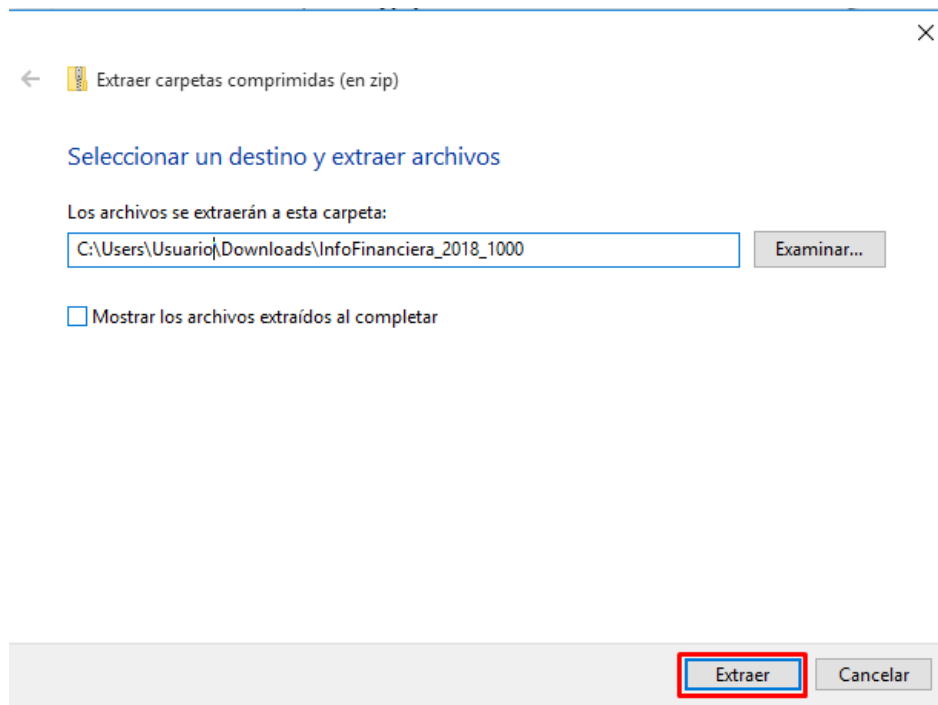 Extraer carpetas comprimidas (en zip)
Seleccionar un destino y extraer archivos
Los archivos se extraerán a esta carpeta:
C:\Users\Usuario\Downloads\InfoFinanciera_2018_1000
Examinar...
Mostrar los archivos extraídos al completar
Extraer
Cancelar